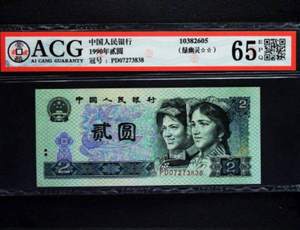 ACG
AI CANG GUARANTY
中国人民银行
1990年贰圆
冠号：PD07273838
10382605
(绿幽灵☆☆)
65 EPQ
中国人民银行
贰圆
2
PD07273838
2